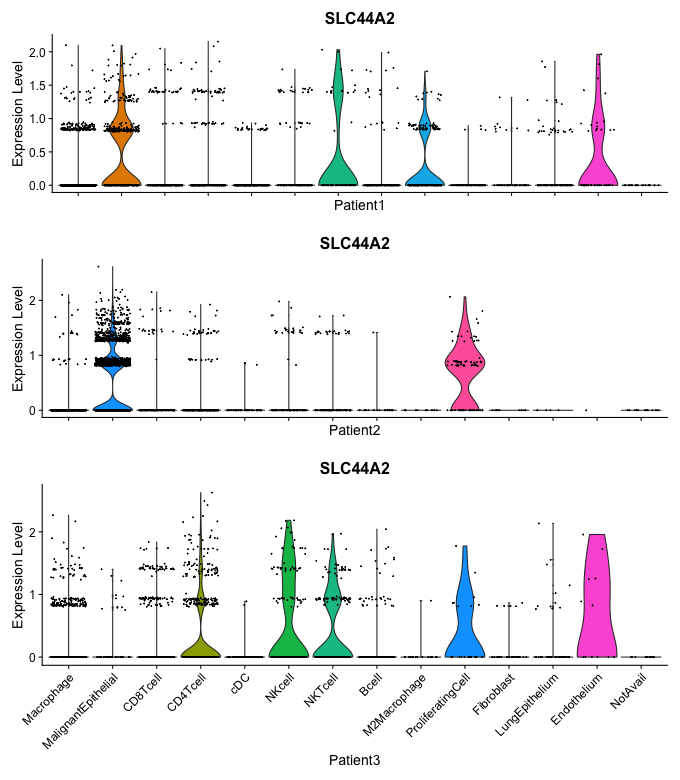 SLC44A2
Expression Level
2.0
1.5
1.0
0.5
0.0
Patient1
SLC44A2
Expression Level
2
1
0
Patient2
SLC44A2
Expression Level
2
1
0
Macrophage
MalignantEpithelial
CD8Tcell
CD4Tcell
cDC
NKcell
NKTcell
Bcell
M2Macrophage
ProliferatingCell
Fibroblast
LungEpithelium
Endothelium
NotAvail
Patient3